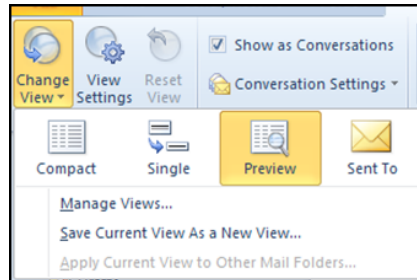 Show as Conversations
Change View
View Settings
Reset View
Conversation Settings
Compact
Single
Preview
Sent To
Manage Views...
Save Current View As a New View...
Apply Current View to Other Mail Folders...